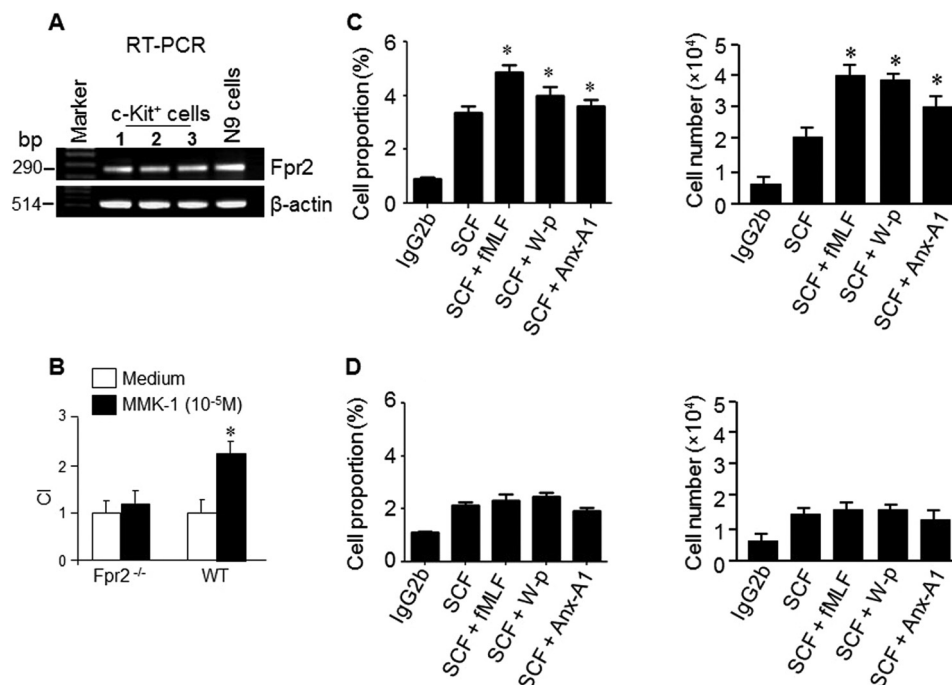 A
RT-PCR
Marker
c-Kit⁺ cells
N9 cells
bp
1 2 3
290
Fpr2
514
β-actin
B
Medium
MMK-1 (10⁻⁵M)
CI
3
2
1
0
*
Fpr2 ⁻/⁻
WT
C
Cell proportion (%)
6
4
2
0
* * *
IgG2b
SCF
SCF + fMLF
SCF + W-p
SCF + Anx-A1
Cell number (×10⁴)
5
4
3
2
1
0
* * *
IgG2b
SCF
SCF + fMLF
SCF + W-p
SCF + Anx-A1
D
Cell proportion (%)
6
4
2
0
IgG2b
SCF
SCF + fMLF
SCF + W-p
SCF + Anx-A1
Cell number (×10⁴)
5
2
3
1
0
IgG2b
SCF
SCF + fMLF
SCF + W-p
SCF + Anx-A1